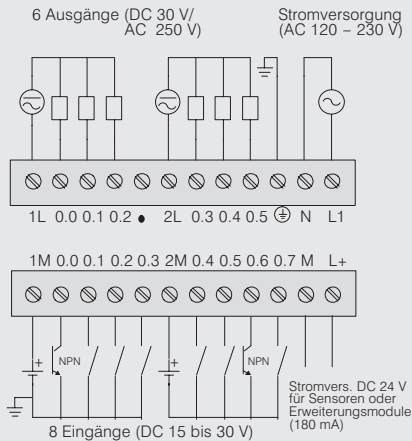 6 Ausgänge (DC 30 V/
AC 250 V)
Stromversorgung
(AC 120 – 230 V)
1L 0.0 0.1 0.2 • 2L 0.3 0.4 0.5 N L1
1M 0.0 0.1 0.2 0.3 2M 0.4 0.5 0.6 0.7 M L+
+ NPN + NPN
Stromvers. DC 24 V
für Sensoren oder
Erweiterungsmodule
(180 mA)
8 Eingänge (DC 15 bis 30 V)